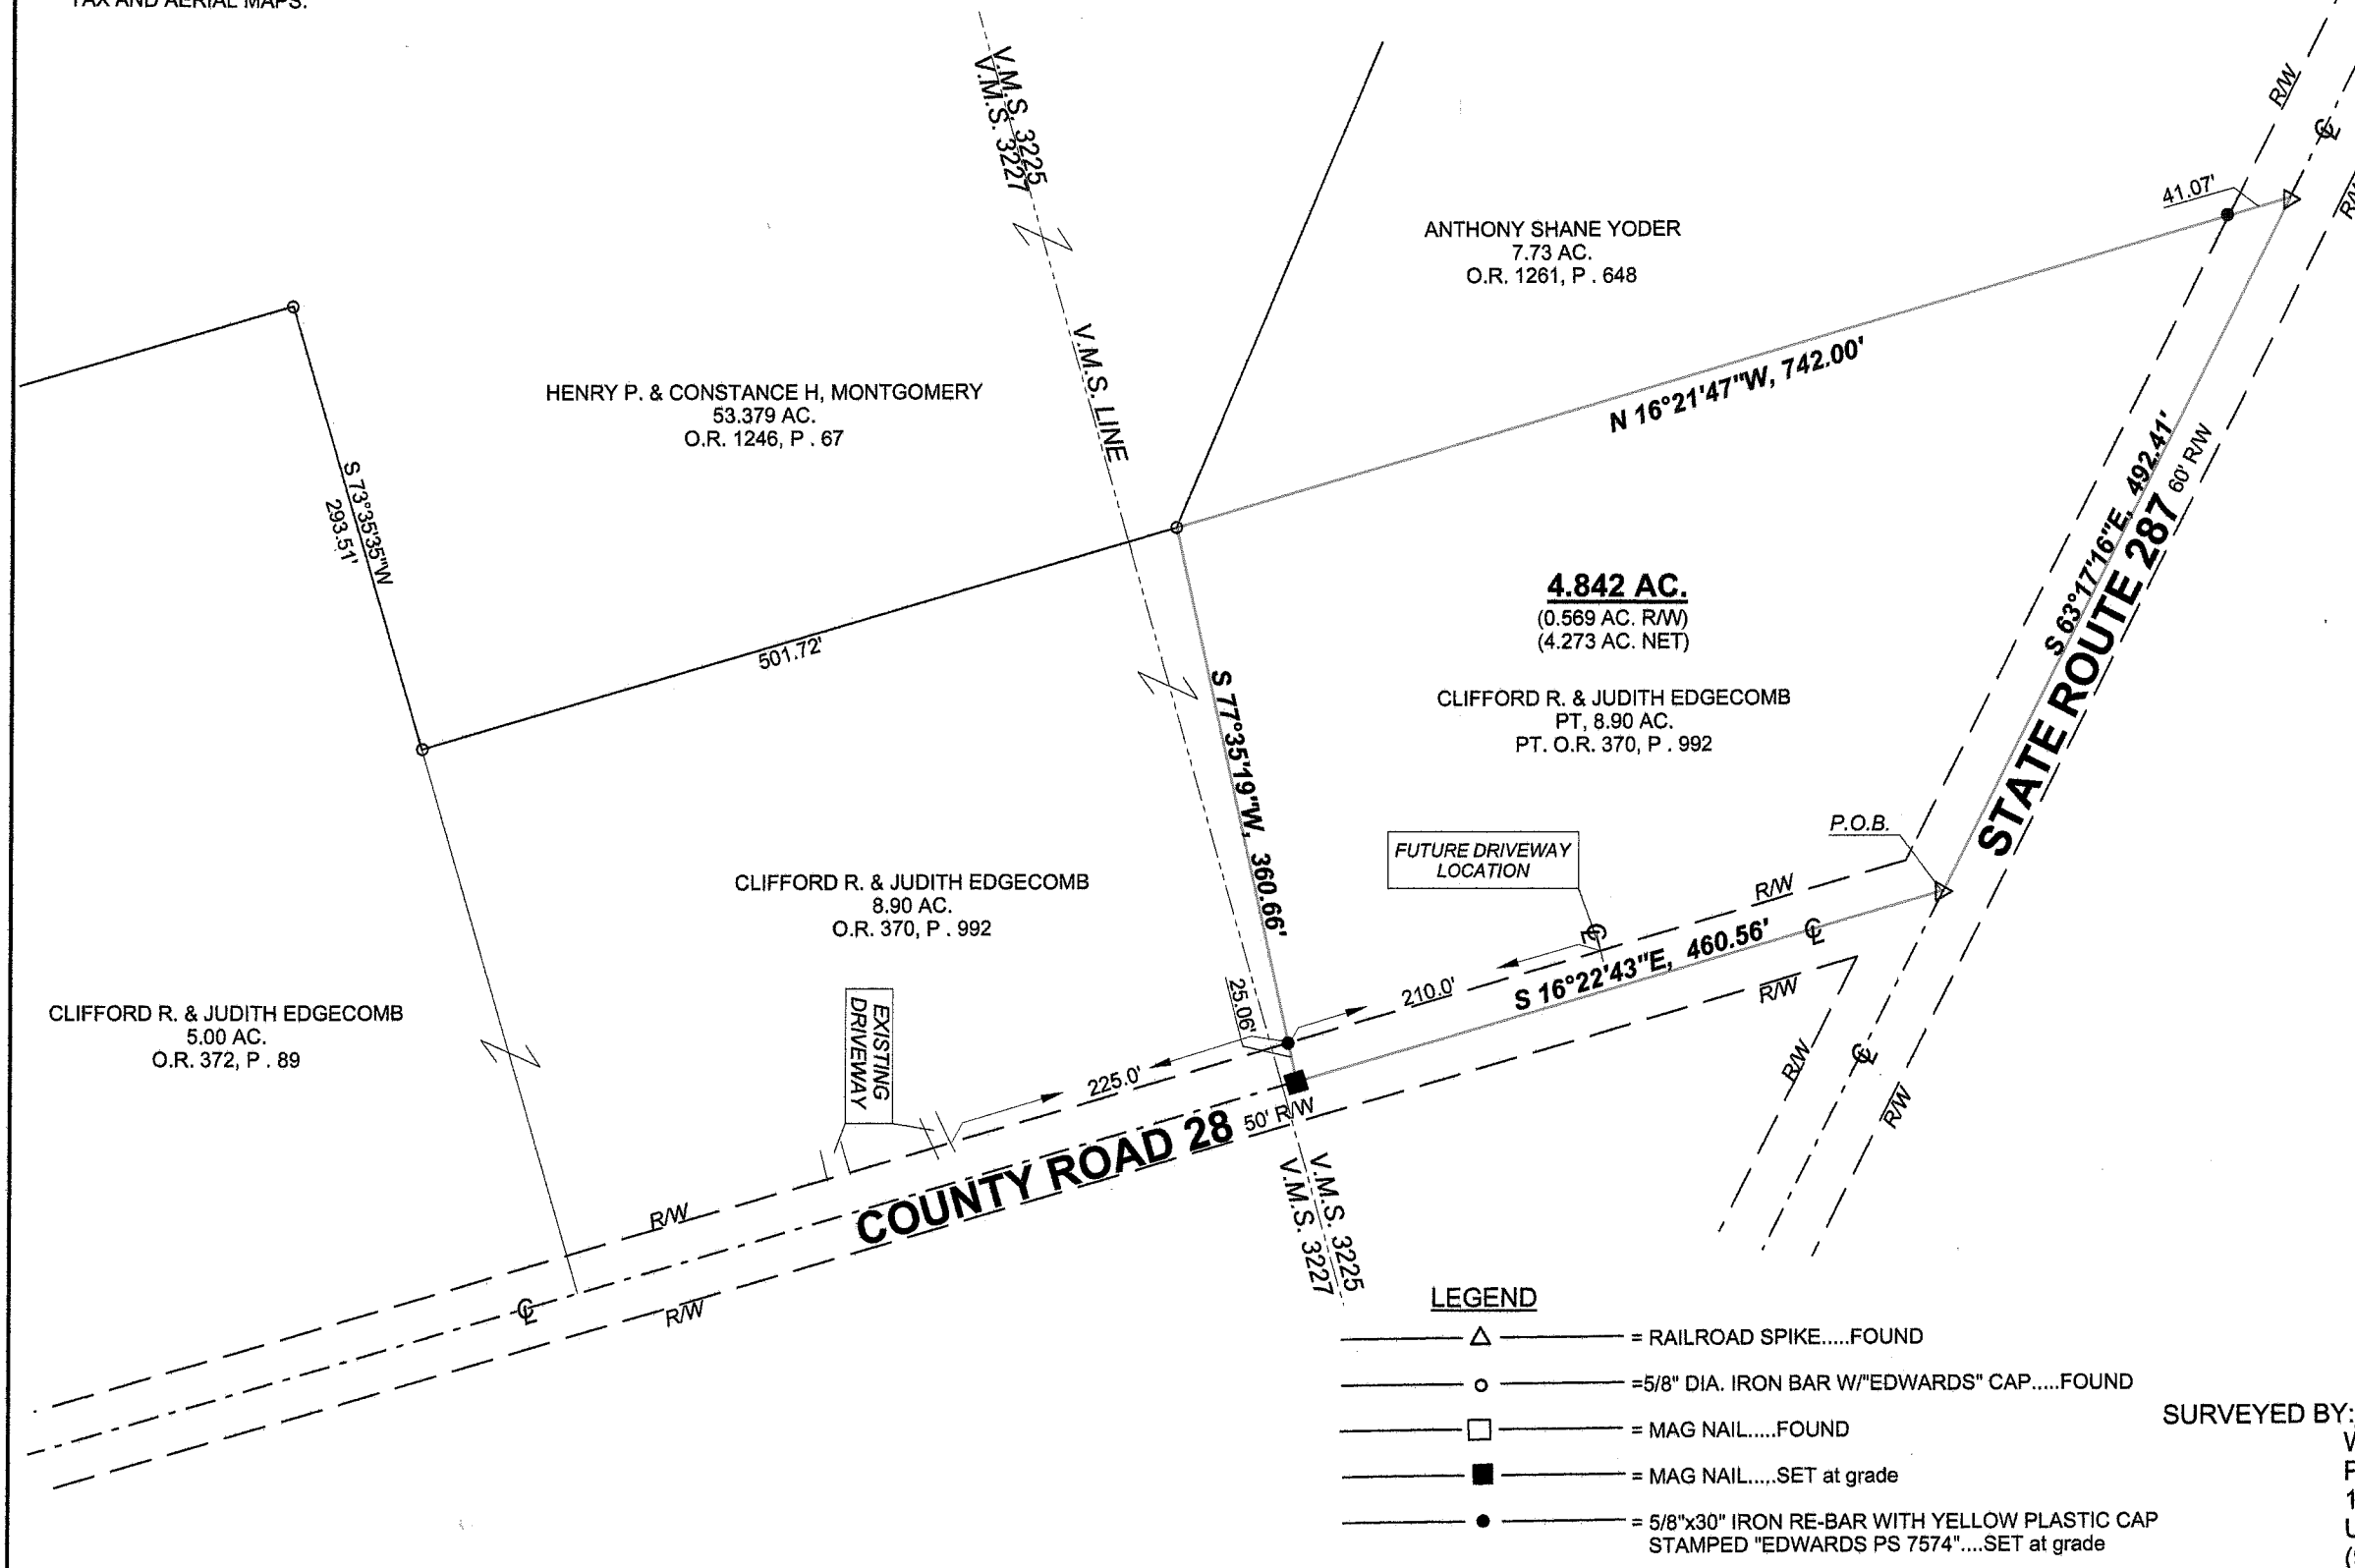 TAX AND AERIAL MAPS.
V.M.S. 3225
V.M.S. 3227
R/W
CL
R/W
41.07'
ANTHONY SHANE YODER
7.73 AC.
O.R. 1261, P . 648
V.M.S. LINE
N 16°21'47"W, 742.00'
HENRY P. & CONSTANCE H, MONTGOMERY
53.379 AC.
O.R. 1246, P . 67
S 73°35'35"W
293.51'
S 63°17'16"E, 492.41'
60' R/W
STATE ROUTE 287
4.842 AC.
(0.569 AC. R/W)
(4.273 AC. NET)
501.72'
S 77°35'19"W, 360.66'
CLIFFORD R. & JUDITH EDGECOMB
PT, 8.90 AC.
PT. O.R. 370, P . 992
P.O.B.
FUTURE DRIVEWAY
LOCATION
R/W
CLIFFORD R. & JUDITH EDGECOMB
8.90 AC.
O.R. 370, P . 992
CL
CL
S 16°22'43"E, 460.56'
210.0'
R/W
25.06'
CLIFFORD R. & JUDITH EDGECOMB
5.00 AC.
O.R. 372, P . 89
EXISTING
DRIVEWAY
225.0'
CL
R/W
R/W
50' R/W
COUNTY ROAD 28
R/W
V.M.S. 3225
V.M.S. 3227
CL
R/W
LEGEND
= RAILROAD SPIKE.....FOUND
=5/8" DIA. IRON BAR W/"EDWARDS" CAP.....FOUND
= MAG NAIL.....FOUND
= MAG NAIL.....SET at grade
= 5/8"x30" IRON RE-BAR WITH YELLOW PLASTIC CAP
STAMPED "EDWARDS PS 7574"....SET at grade
SURVEYED BY: